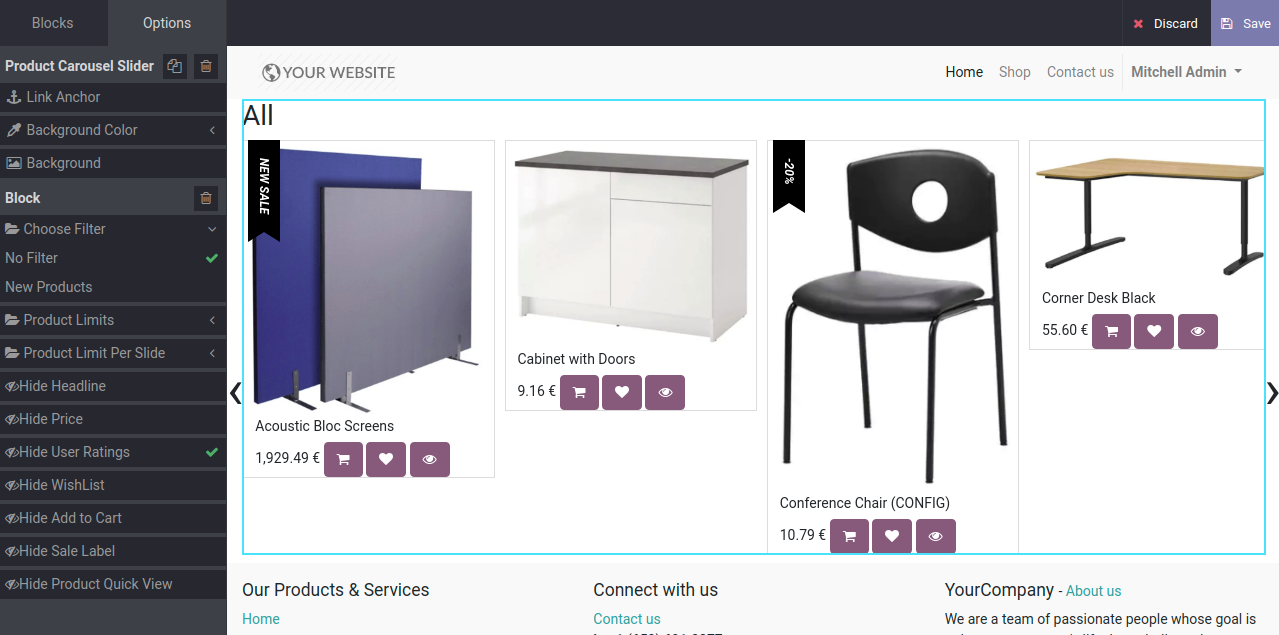 Blocks
Options
Discard
Save
Product Carousel Slider
Link Anchor
Background Color
Background
Block
Choose Filter
No Filter
New Products
Product Limits
Product Limit Per Slide
Hide Headline
Hide Price
Hide User Ratings
Hide WishList
Hide Add to Cart
Hide Sale Label
Hide Product Quick View
YOUR WEBSITE
Home
Shop
Contact us
Mitchell Admin
All
NEW SALE
Acoustic Bloc Screens
1,929.49 €
Cabinet with Doors
9.16 €
-20%
Conference Chair (CONFIG)
10.79 €
Corner Desk Black
55.60 €
Our Products & Services
Home
Connect with us
Contact us
YourCompany - About us
We are a team of passionate people whose goal is